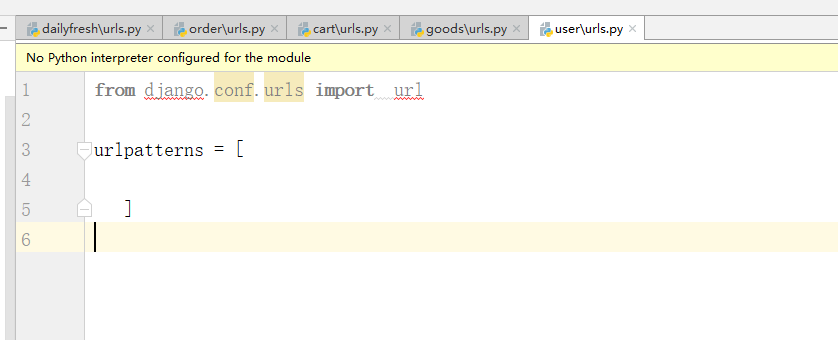 dailyfresh\urls.py order\urls.py cart\urls.py goods\urls.py user\urls.py
No Python interpreter configured for the module
1 from django.conf.urls import  url
2
3 urlpatterns = [
4
5 ]
6